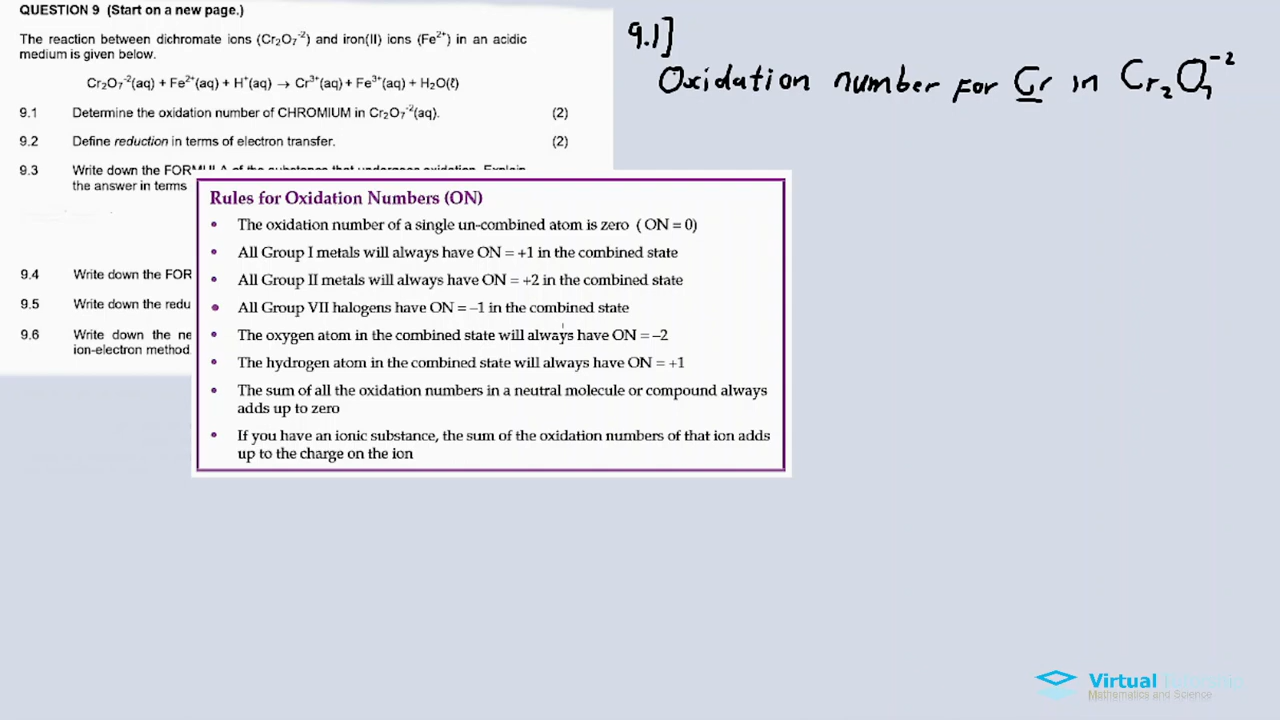 QUESTION 9 (Start on a new page.)
The reaction between dichromate ions (Cr₂O₇⁻²) and iron(II) ions (Fe²⁺) in an acidic
medium is given below.
Cr₂O₇⁻²(aq) + Fe²⁺(aq) + H⁺(aq) → Cr³⁺(aq) + Fe³⁺(aq) + H₂O(ℓ)
9.1 Determine the oxidation number of CHROMIUM in Cr₂O₇⁻²(aq). (2)
9.2 Define reduction in terms of electron transfer. (2)
9.3 Write down the FORMULA of the substance that undergoes oxidation. Explain
the answer in terms
9.4 Write down the FOR
9.5 Write down the redu
9.6 Write down the ne
ion-electron method.
Rules for Oxidation Numbers (ON)
• The oxidation number of a single un-combined atom is zero ( ON = 0)
• All Group I metals will always have ON = +1 in the combined state
• All Group II metals will always have ON = +2 in the combined state
• All Group VII halogens have ON = –1 in the combined state
• The oxygen atom in the combined state will always have ON = –2
• The hydrogen atom in the combined state will always have ON = +1
• The sum of all the oxidation numbers in a neutral molecule or compound always
adds up to zero
• If you have an ionic substance, the sum of the oxidation numbers of that ion adds
up to the charge on the ion
9.1]
Oxidation number for Cr in Cr₂O₇⁻²
Virtual
Mathematics and Science